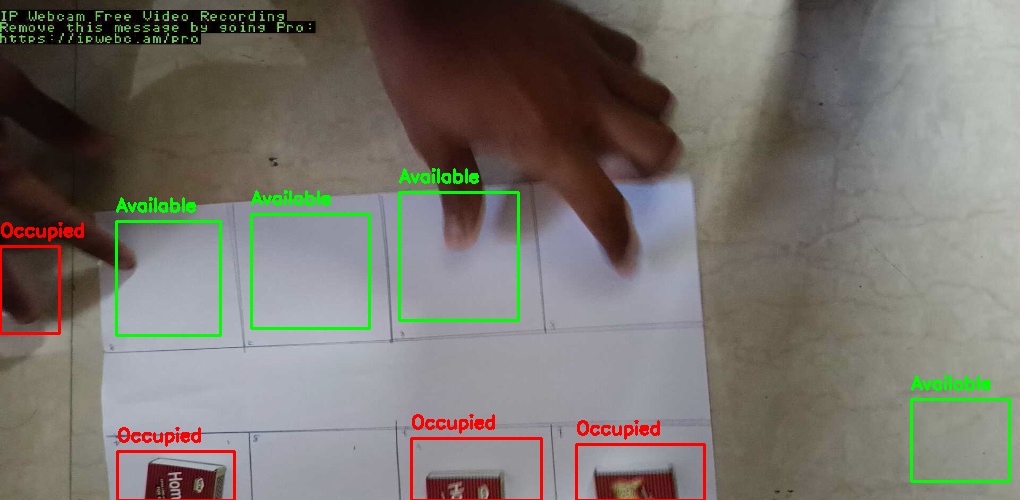 IP Webcam Free Video Recording
Remove this message by going Pro:
https://ipwebc.am/pro
Available
Available
Available
Occupied
Available
Occupied
Occupied
Occupied
Hom